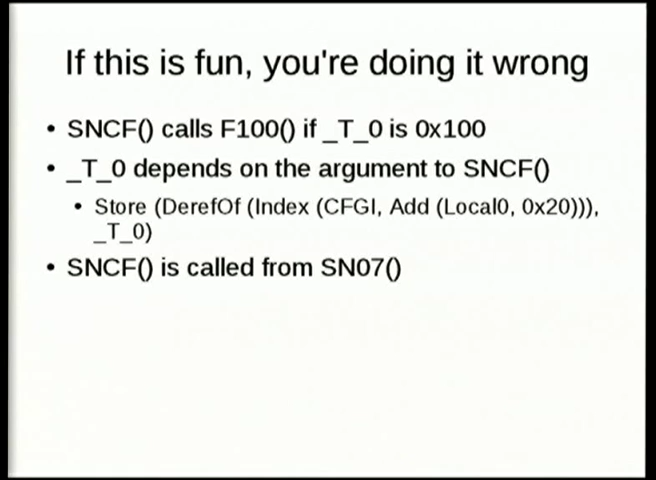 If this is fun, you're doing it wrong
• SNCF() calls F100() if _T_0 is 0x100
• _T_0 depends on the argument to SNCF()
• Store (DerefOf (Index (CFGI, Add (Local0, 0x20))),
_T_0)
• SNCF() is called from SN07()